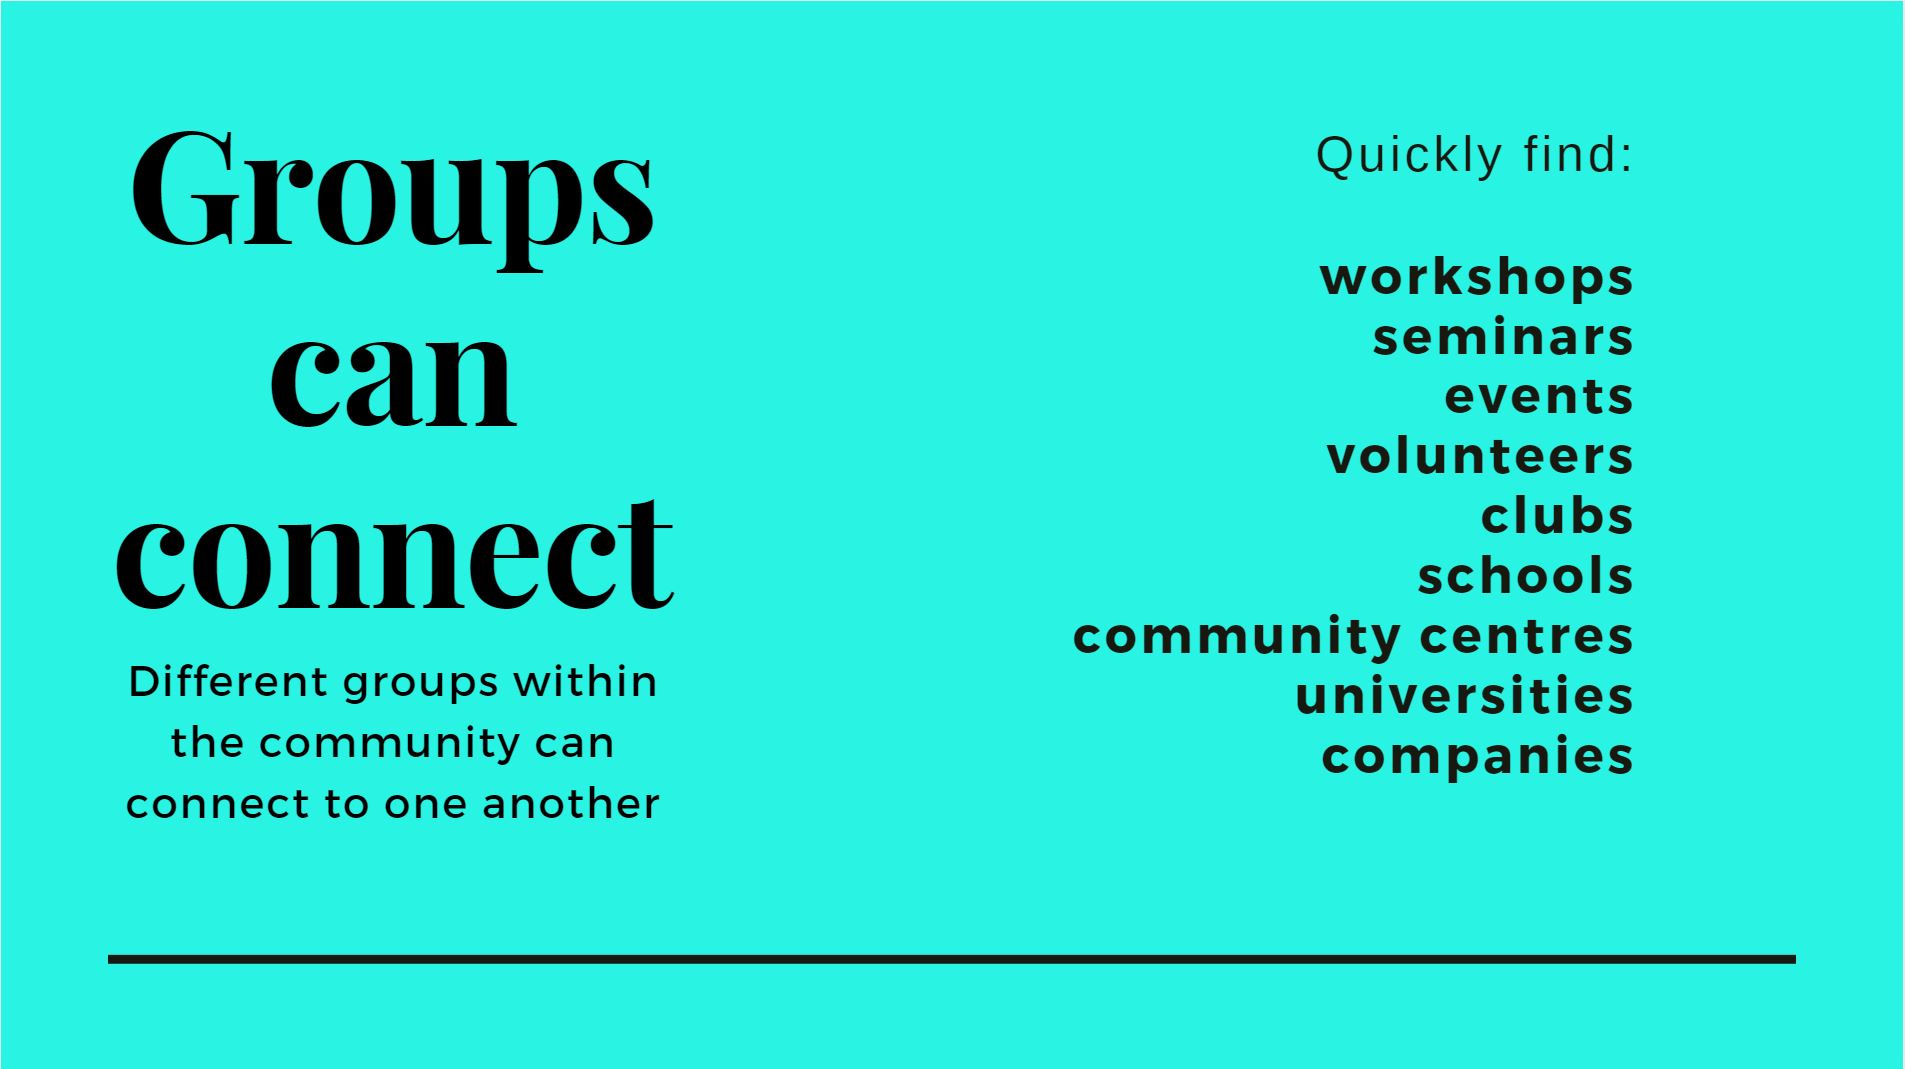 Groups
can
connect
Different groups within
the community can
connect to one another
Quickly find:
workshops
seminars
events
volunteers
clubs
schools
community centres
universities
companies